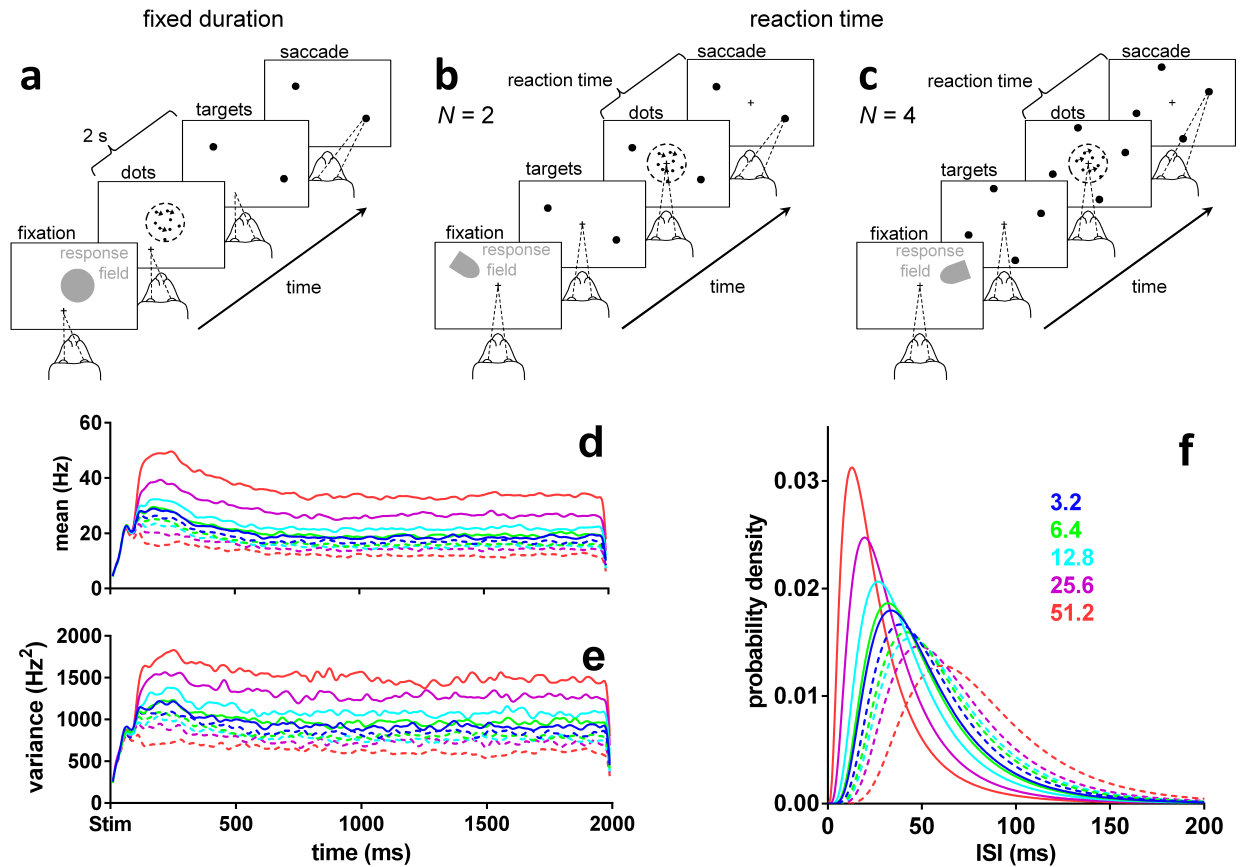 fixed duration
reaction time
a
2 s
fixation
response
field
dots
targets
saccade
time
b
N = 2
reaction time
fixation
response
field
targets
dots
saccade
time
c
N = 4
reaction time
fixation
response
field
targets
dots
saccade
time
d
mean (Hz)
60
40
20
0
e
variance (Hz²)
2000
1500
1000
500
0
Stim
500
1000
1500
2000
time (ms)
f
probability density
0.03
0.02
0.01
0.00
3.2
6.4
12.8
25.6
51.2
0
50
100
150
200
ISI (ms)